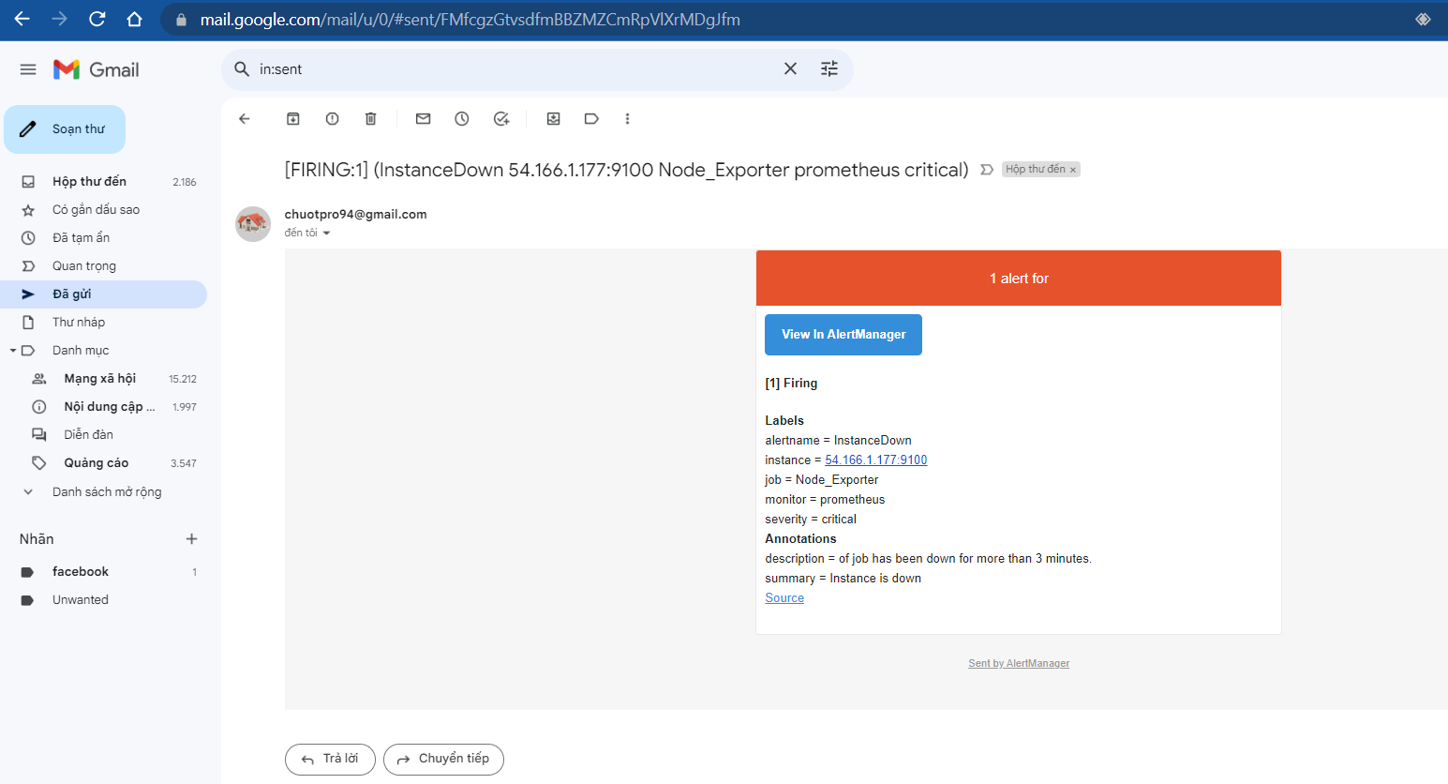 mail.google.com/mail/u/0/#sent/FMfcgzGtvsdfmBBZMZCmRpVlXrMDgJfm
Gmail
in:sent
Soạn thư
Hộp thư đến 2.186
Có gắn dấu sao
Đã tạm ẩn
Quan trọng
Đã gửi
Thư nháp
Danh mục
Mạng xã hội 15.212
Nội dung cập ... 1.997
Diễn đàn
Quảng cáo 3.547
Danh sách mở rộng
Nhãn +
facebook 1
Unwanted
[FIRING:1] (InstanceDown 54.166.1.177:9100 Node_Exporter prometheus critical) Hộp thư đến ×
chuotpro94@gmail.com
đến tôi
1 alert for
View In AlertManager
[1] Firing
Labels
alertname = InstanceDown
instance = 54.166.1.177:9100
job = Node_Exporter
monitor = prometheus
severity = critical
Annotations
description = of job has been down for more than 3 minutes.
summary = Instance is down
Source
Sent by AlertManager
Trả lời
Chuyển tiếp